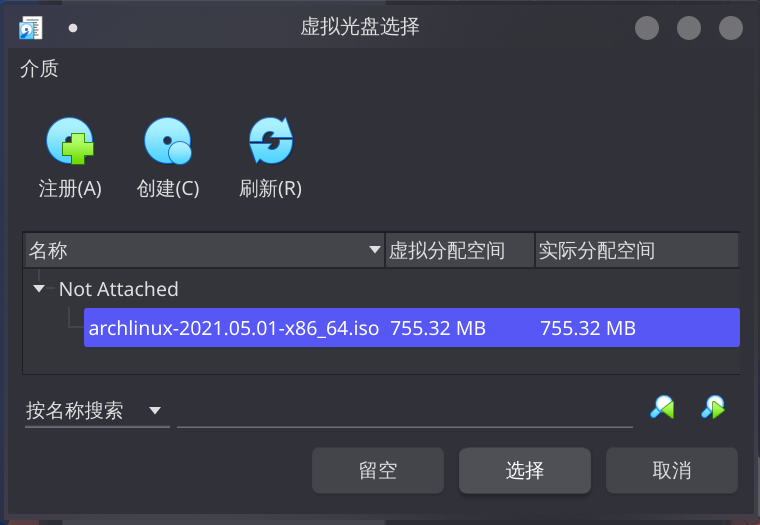 虚拟光盘选择
介质
注册(A) 创建(C) 刷新(R)
名称 虚拟分配空间 实际分配空间
Not Attached
archlinux-2021.05.01-x86_64.iso 755.32 MB 755.32 MB
按名称搜索
留空 选择 取消